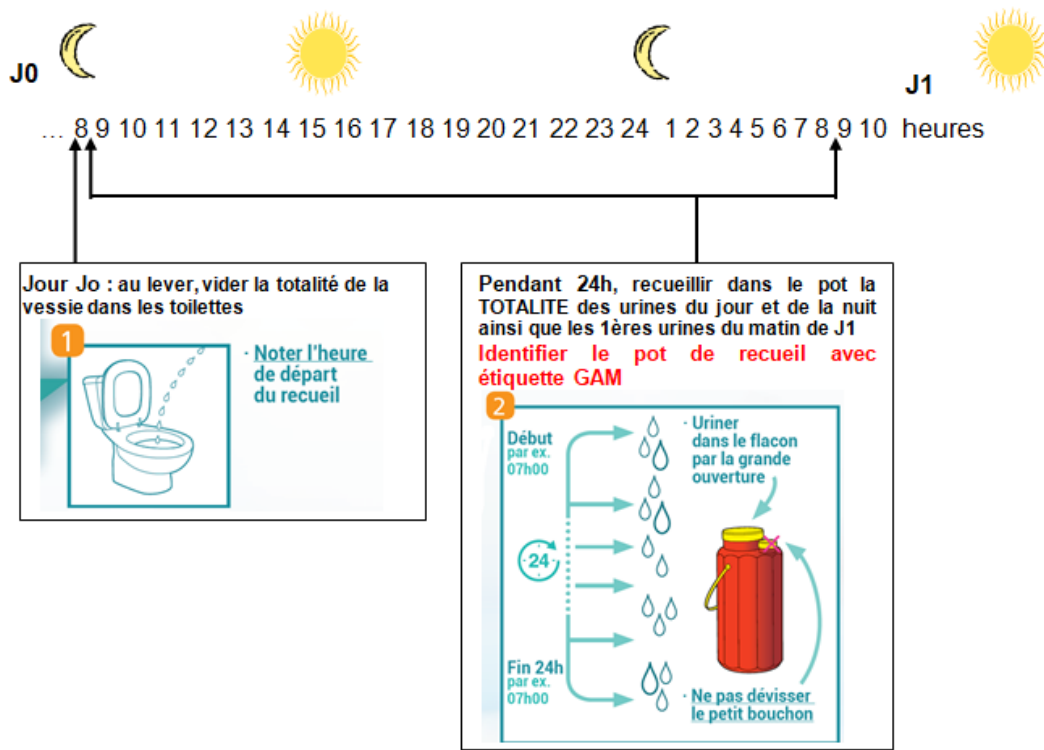 J0
J1
... 8 9 10 11 12 13 14 15 16 17 18 19 20 21 22 23 24 1 2 3 4 5 6 7 8 9 10 heures
Jour Jo : au lever, vider la totalité de la
vessie dans les toilettes
1
· Noter l'heure
de départ
du recueil
Pendant 24h, recueillir dans le pot la
TOTALITE des urines du jour et de la nuit
ainsi que les 1ères urines du matin de J1
Identifier le pot de recueil avec
étiquette GAM
2
Début
par ex.
07h00
24
Fin 24h
par ex.
07h00
· Uriner
dans le flacon
par la grande
ouverture
· Ne pas dévisser
le petit bouchon